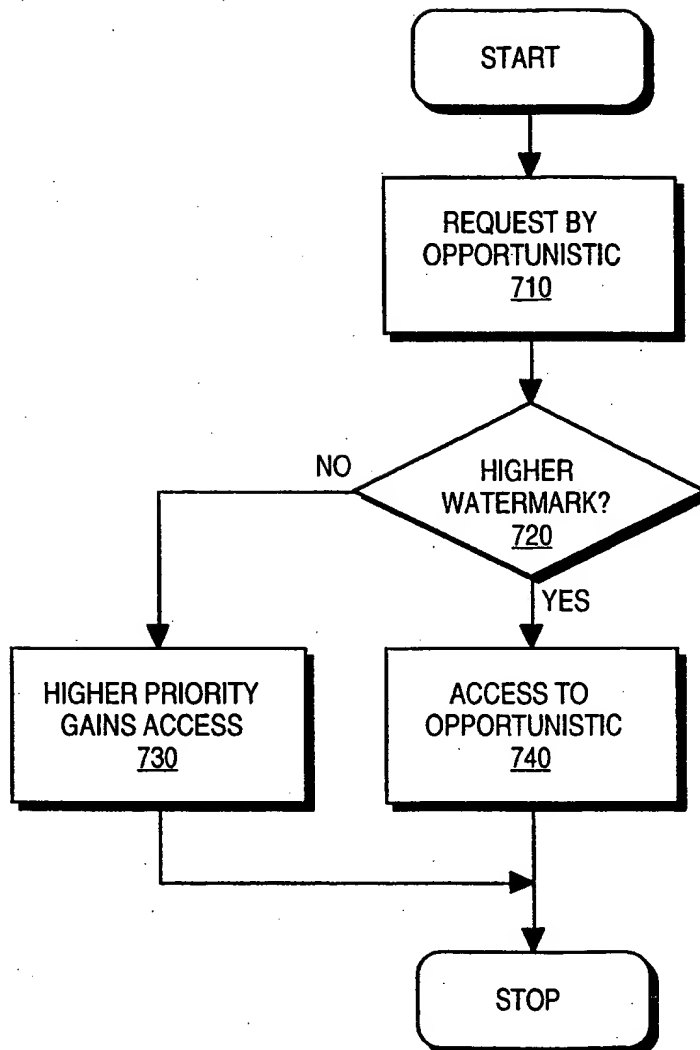 START
REQUEST BY
OPPORTUNISTIC
710
NO
HIGHER
WATERMARK?
720
YES
HIGHER PRIORITY
GAINS ACCESS
730
ACCESS TO
OPPORTUNISTIC
740
STOP